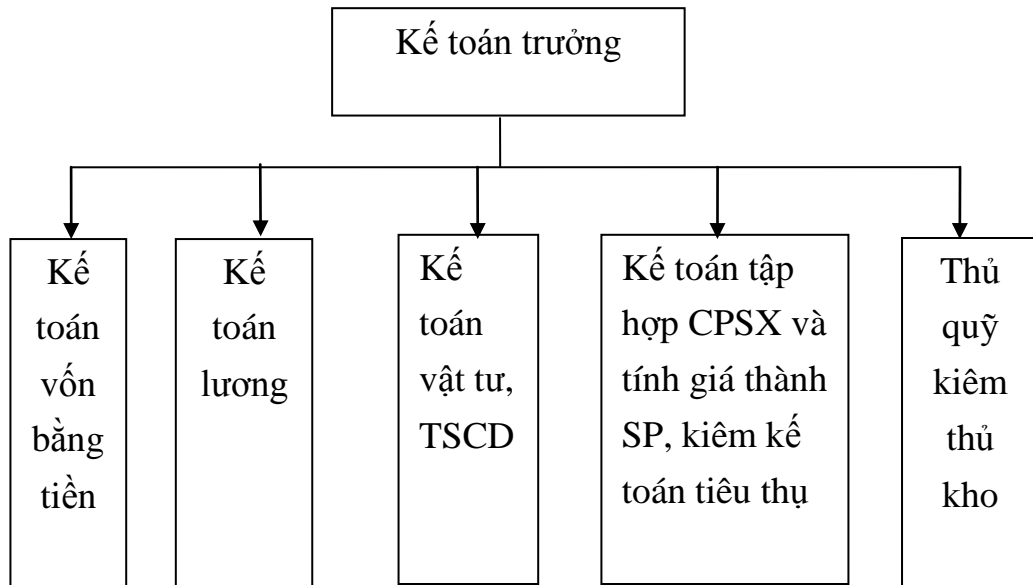 Kế toán trưởng
Kế
toán
vốn
bằng
tiền
Kế
toán
lương
Kế
toán
vật tư,
TSCD
Kế toán tập
hợp CPSX và
tính giá thành
SP, kiêm kế
toán tiêu thụ
Thủ
quỹ
kiêm
thủ
kho